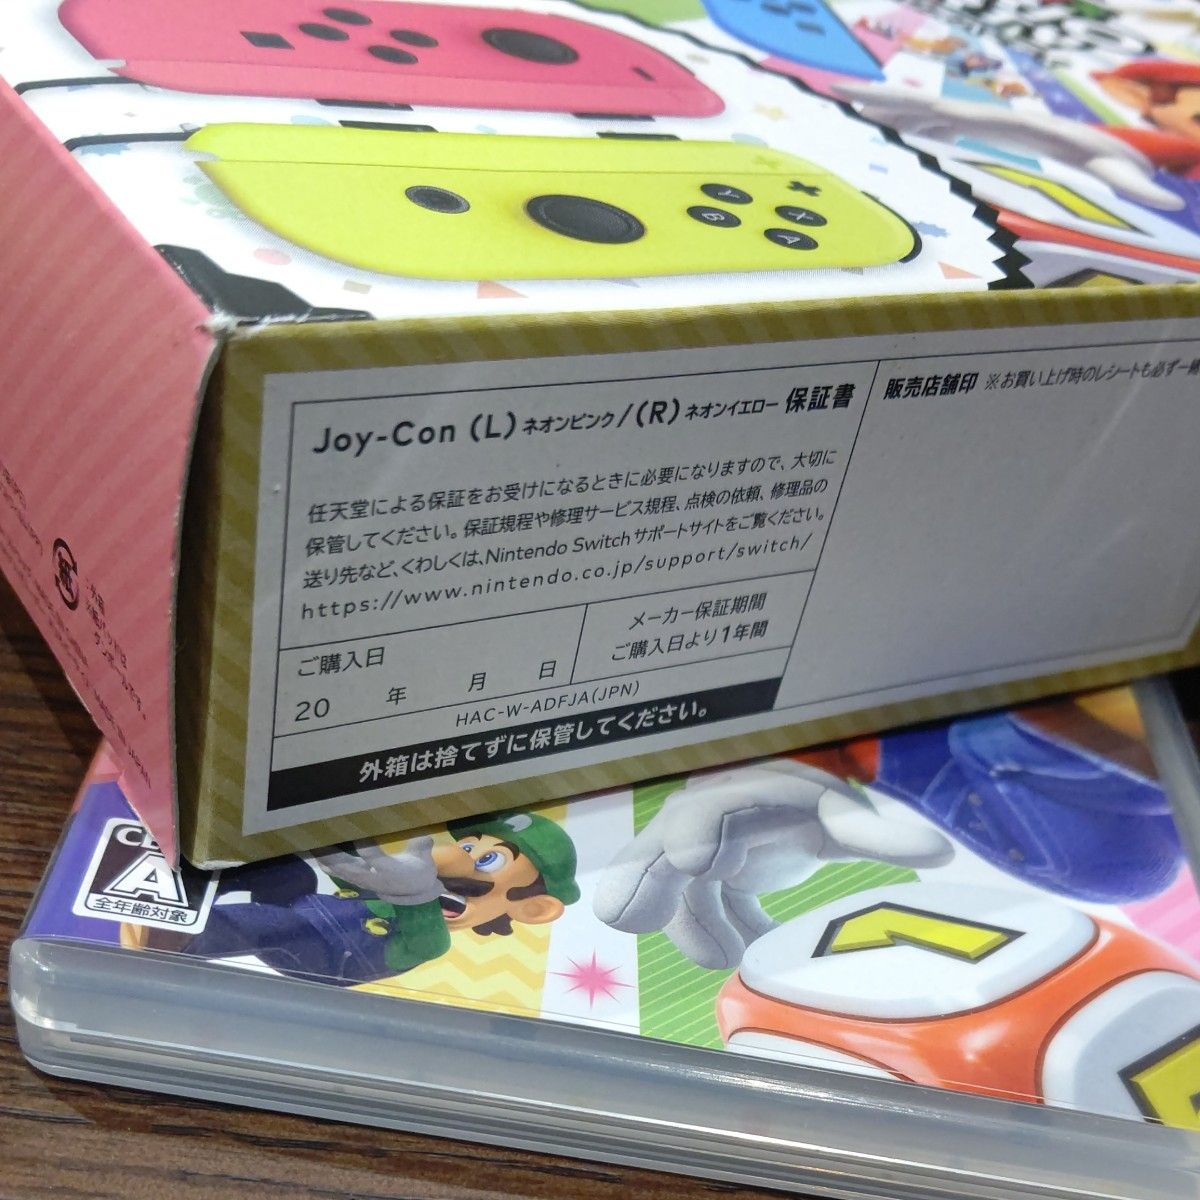 Y
X
B
A
Joy-Con (L) ネオンピンク/(R) ネオンイエロー 保証書
任天堂による保証をお受けになるときに必要になりますので、大切に
保管してください。保証規程や修理サービス規程、点検の依頼、修理品の
送り先など、くわしくは、Nintendo Switch サポートサイトをご覧ください。
https://www.nintendo.co.jp/support/switch/
ご購入日
20 年 月 日
メーカー保証期間
ご購入日より1年間
HAC-W-ADFJA(JPN)
外箱は捨てずに保管してください。
販売店舗印 ※お買い上げ時のレシートも必ず一緒
紙
A
全年齢対象